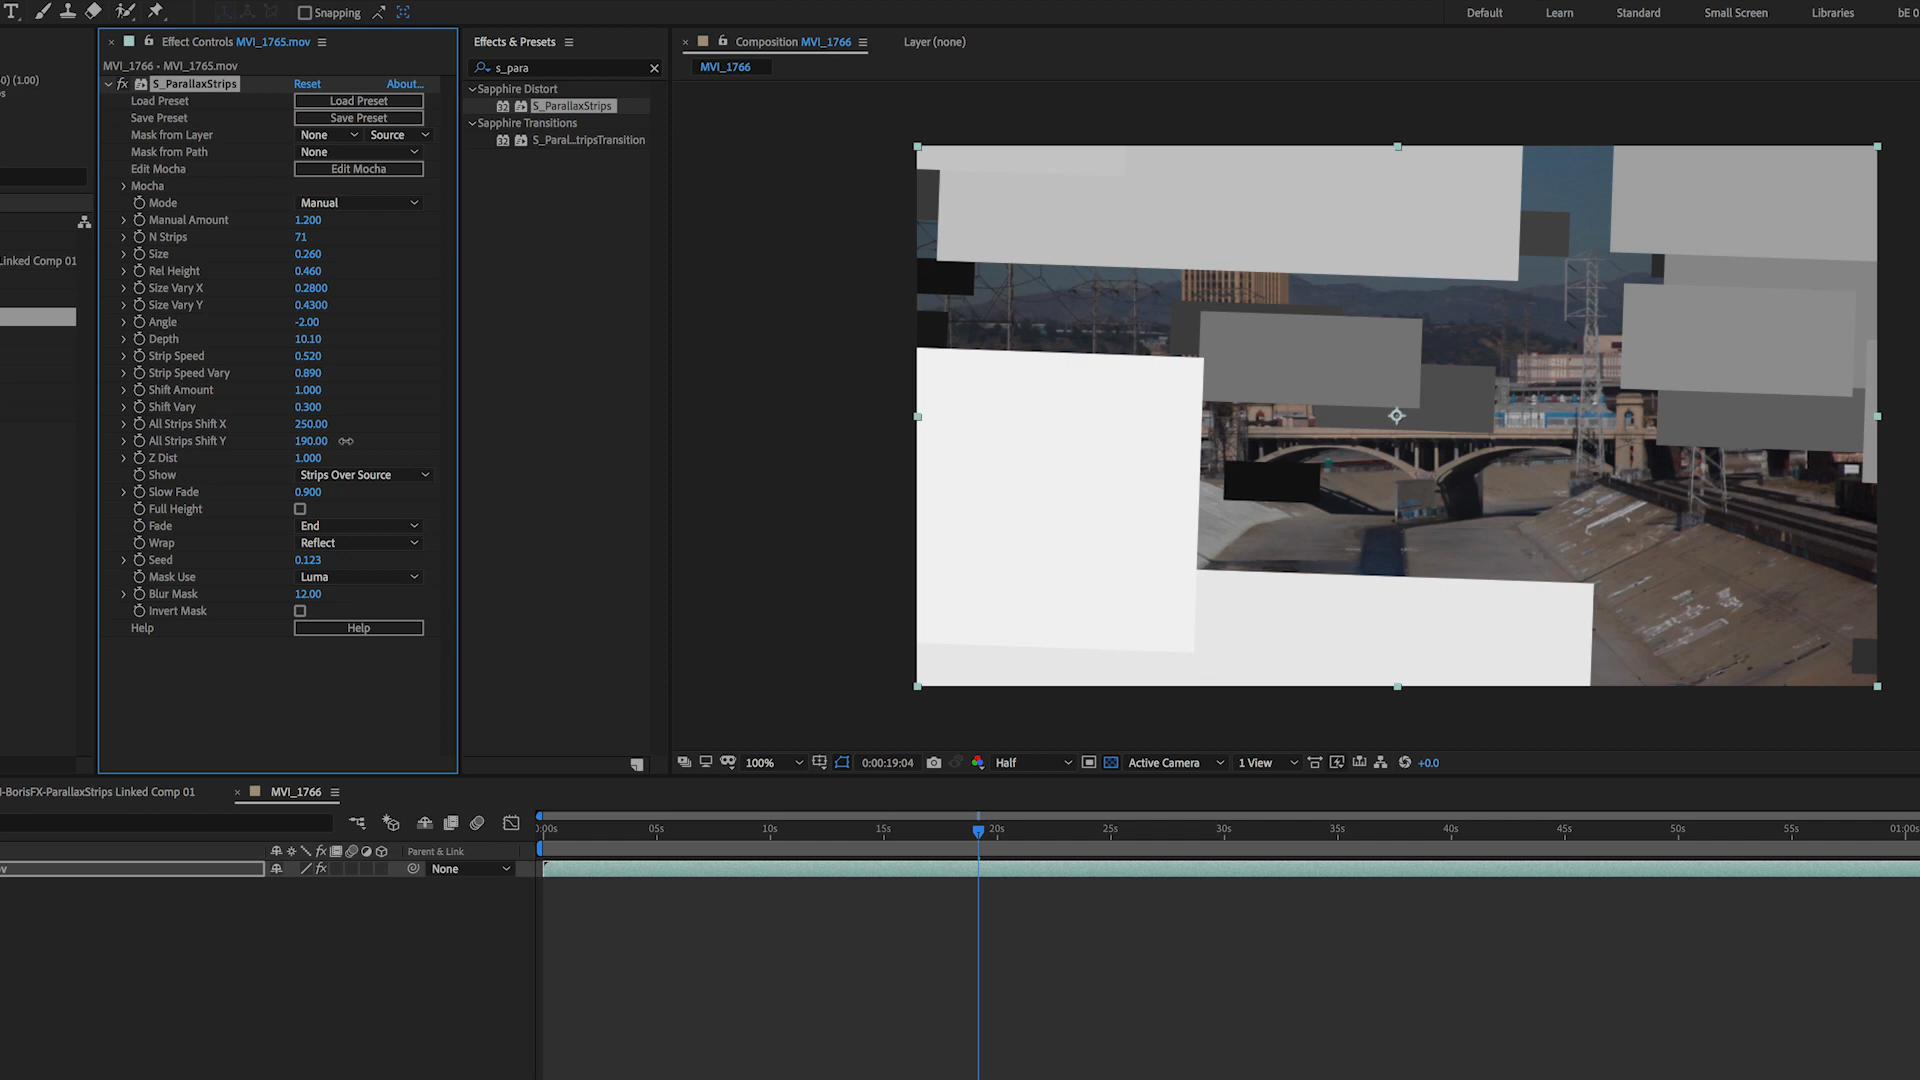 Snapping
Default
Learn
Standard
Small Screen
Libraries
bE 0
Effect Controls MVI_1765.mov
Effects & Presets
Composition MVI_1766
Layer (none)
MVI_1766 • MVI_1765.mov
s_para
MVI_1766
0) (1.00)
fx S_ParallaxStrips Reset About...
Sapphire Distort
Load Preset Load Preset
32 S_ParallaxStrips
Save Preset Save Preset
Sapphire Transitions
Mask from Layer None Source
32 S_Paral...tripsTransition
Mask from Path None
Edit Mocha Edit Mocha
Mocha
Mode Manual
Manual Amount 1.200
N Strips 71
Size 0.260
Linked Comp 01
Rel Height 0.460
Size Vary X 0.2800
Size Vary Y 0.4300
Angle -2.00
Depth 10.10
Strip Speed 0.520
Strip Speed Vary 0.890
Shift Amount 1.000
Shift Vary 0.300
All Strips Shift X 250.00
All Strips Shift Y 190.00
Z Dist 1.000
Show Strips Over Source
Slow Fade 0.900
Full Height
Fade End
Wrap Reflect
Seed 0.123
Mask Use Luma
Blur Mask 12.00
Invert Mask
Help Help
100% 0:00:19:04 Half Active Camera 1 View +0.0
-BorisFX-ParallaxStrips Linked Comp 01
MVI_1766
:00s 05s 10s 15s 20s 25s 30s 35s 40s 45s 50s 55s 01:00s
fx Parent & Link
ov fx None